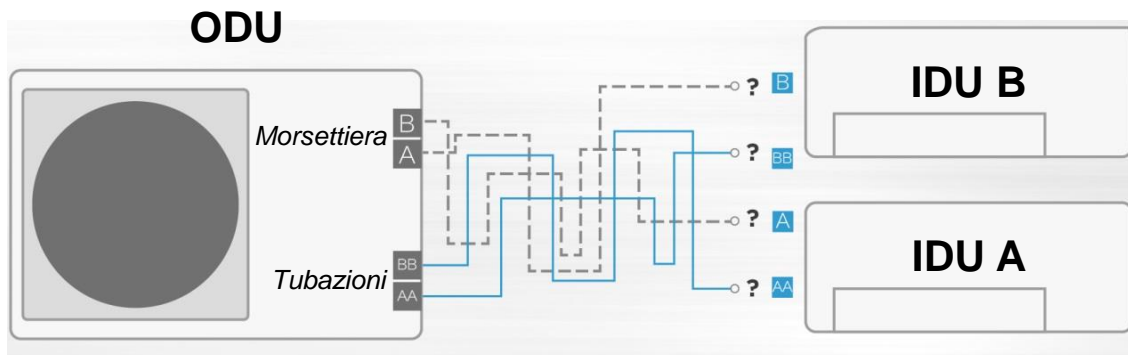 ODU
Morsettiera
B
A
Tubazioni
BB
AA
? B
? BB
? A
? AA
IDU B
IDU A